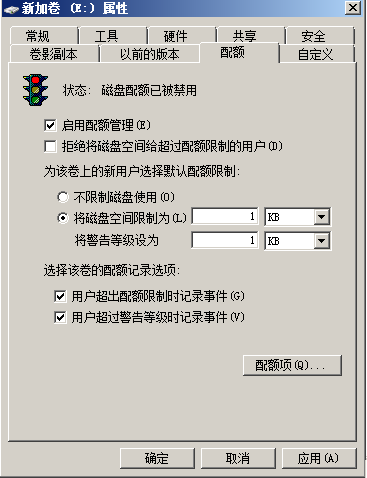 新加卷 (E:) 属性
常规 工具 硬件 共享 安全
卷影副本 以前的版本 配额 自定义
状态: 磁盘配额已被禁用
启用配额管理(E)
拒绝将磁盘空间给超过配额限制的用户(D)
为该卷上的新用户选择默认配额限制:
不限制磁盘使用(O)
将磁盘空间限制为(L) 1 KB
将警告等级设为 1 KB
选择该卷的配额记录选项:
用户超出配额限制时记录事件(G)
用户超过警告等级时记录事件(V)
配额项(Q)...
确定 取消 应用(A)